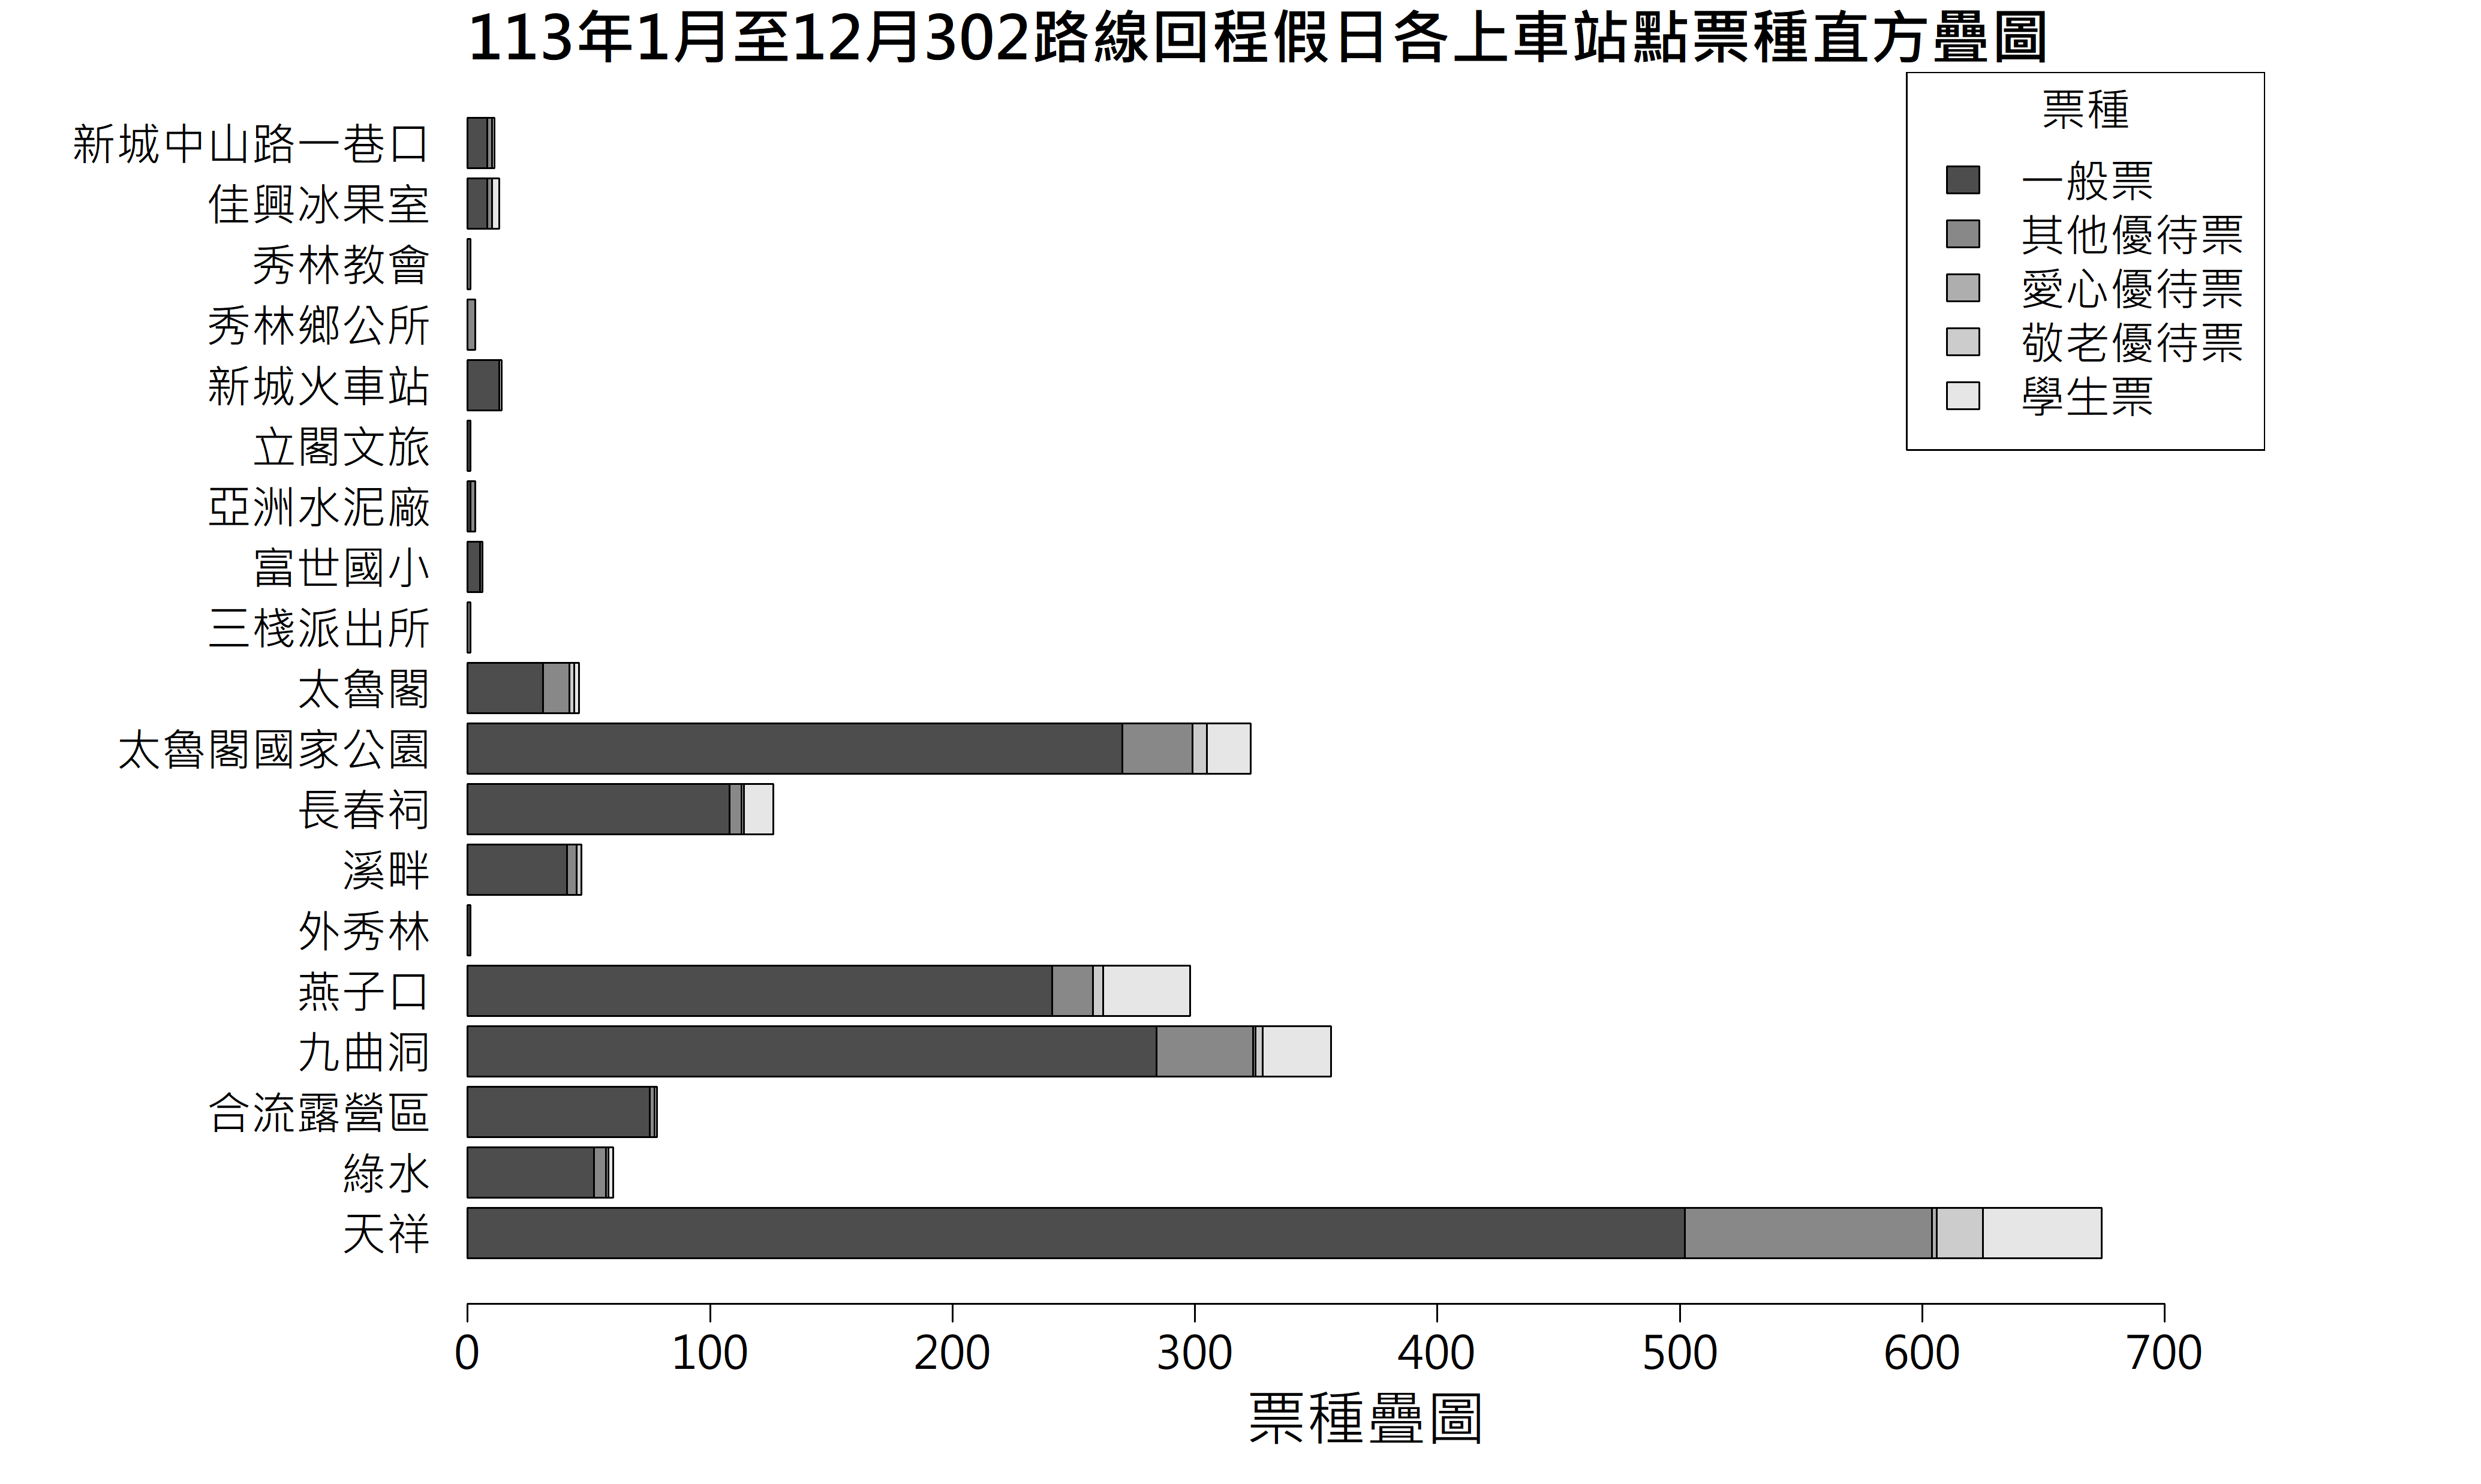 113年1月至12月302路線回程假日各上車站點票種直方疊圖
票種
一般票
其他優待票
愛心優待票
敬老優待票
學生票
新城中山路一巷口
佳興冰果室
秀林教會
秀林鄉公所
新城火車站
立閣文旅
亞洲水泥廠
富世國小
三棧派出所
太魯閣
太魯閣國家公園
長春祠
溪畔
外秀林
燕子口
九曲洞
合流露營區
綠水
天祥
0 100 200 300 400 500 600 700
票種疊圖